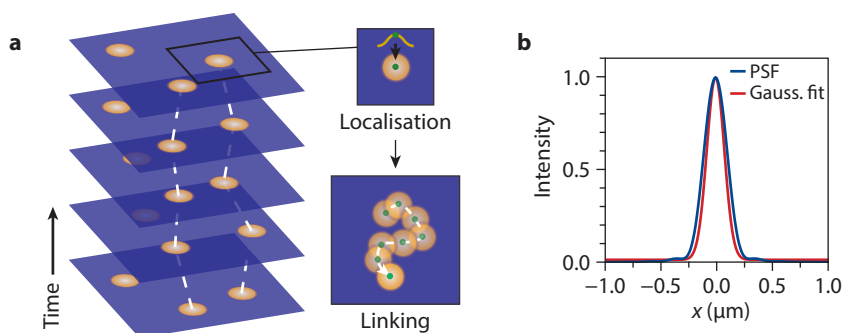 a
Time
Localisation
Linking
b
PSF
Gauss. fit
Intensity
1.0
0.5
0.0
−1.0 −0.5 0.0 0.5 1.0
x (μm)